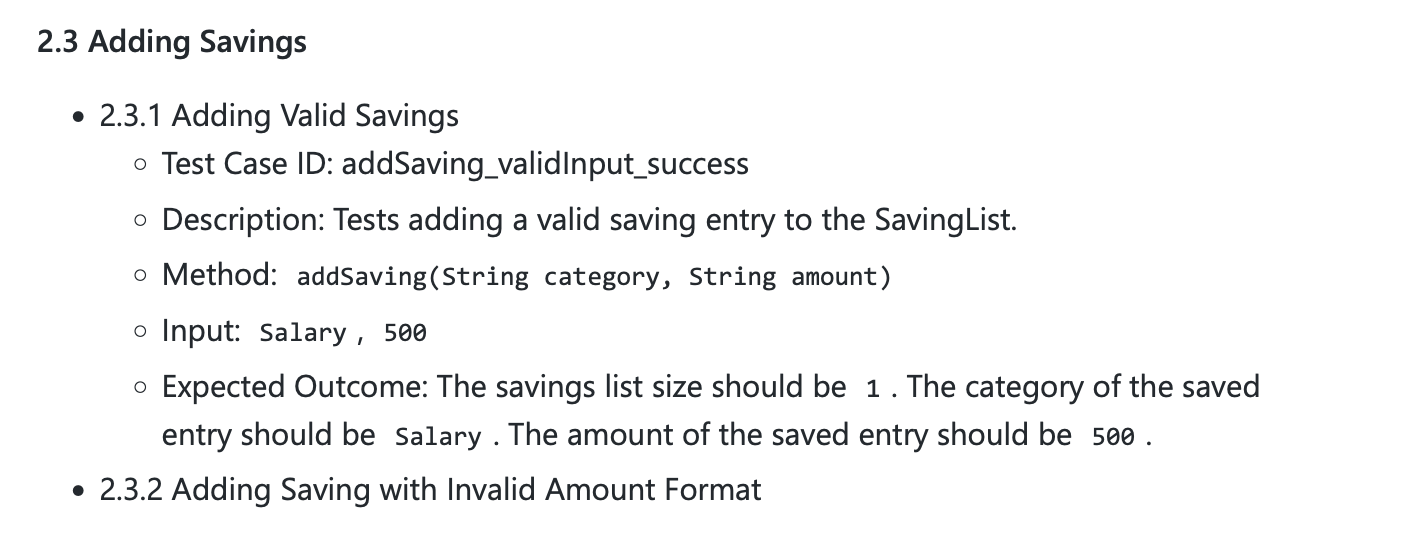 2.3 Adding Savings
• 2.3.1 Adding Valid Savings
◦ Test Case ID: addSaving_validInput_success
◦ Description: Tests adding a valid saving entry to the SavingList.
◦ Method: addSaving(String category, String amount)
◦ Input: Salary , 500
◦ Expected Outcome: The savings list size should be 1 . The category of the saved
entry should be Salary . The amount of the saved entry should be 500 .
• 2.3.2 Adding Saving with Invalid Amount Format